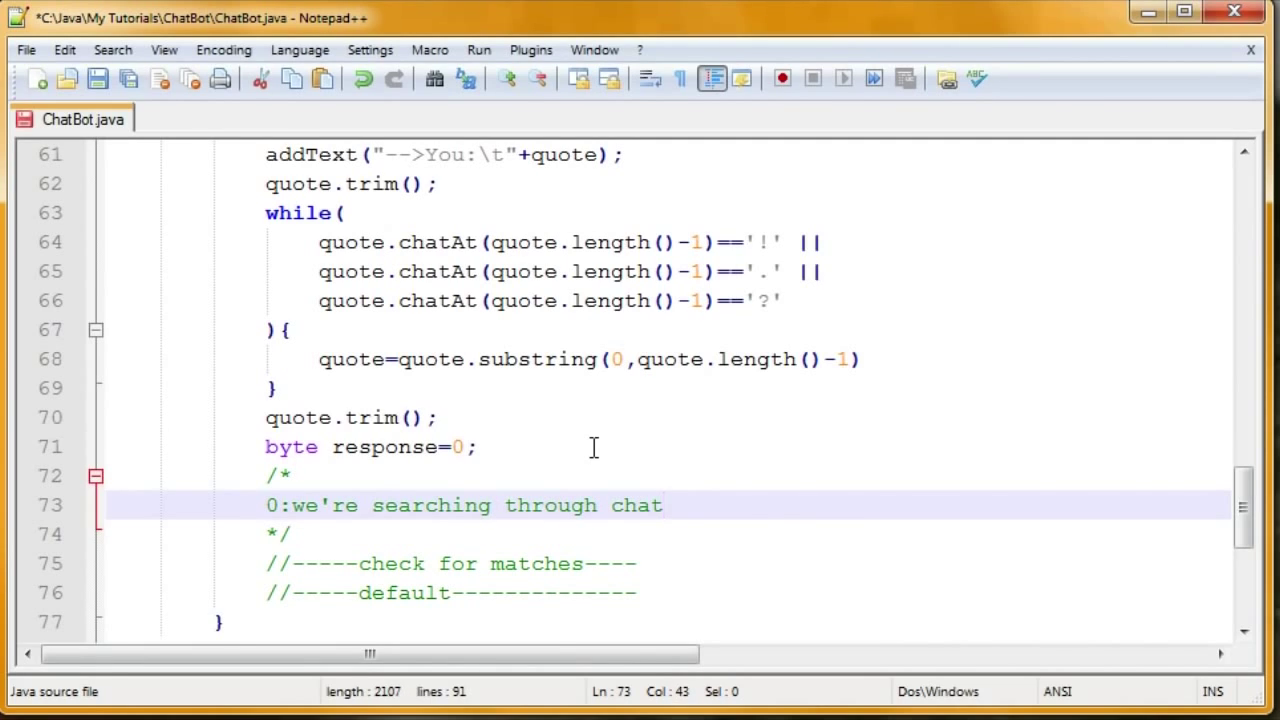 *C:\Java\My Tutorials\ChatBot\ChatBot.java - Notepad++
File Edit Search View Encoding Language Settings Macro Run Plugins Window ? X
ABC
ChatBot.java
61 addText("-->You:\t"+quote);
62 quote.trim();
63 while(
64 quote.chatAt(quote.length()-1)=='!' ||
65 quote.chatAt(quote.length()-1)=='.' ||
66 quote.chatAt(quote.length()-1)=='?'
67 ){
68 quote=quote.substring(0,quote.length()-1)
69 }
70 quote.trim();
71 byte response=0;
72 /*
73 0:we're searching through chat
74 */
75 //-----check for matches----
76 //-----default--------------
77 }
Java source file length : 2107 lines : 91 Ln : 73 Col : 43 Sel : 0 Dos\Windows ANSI INS